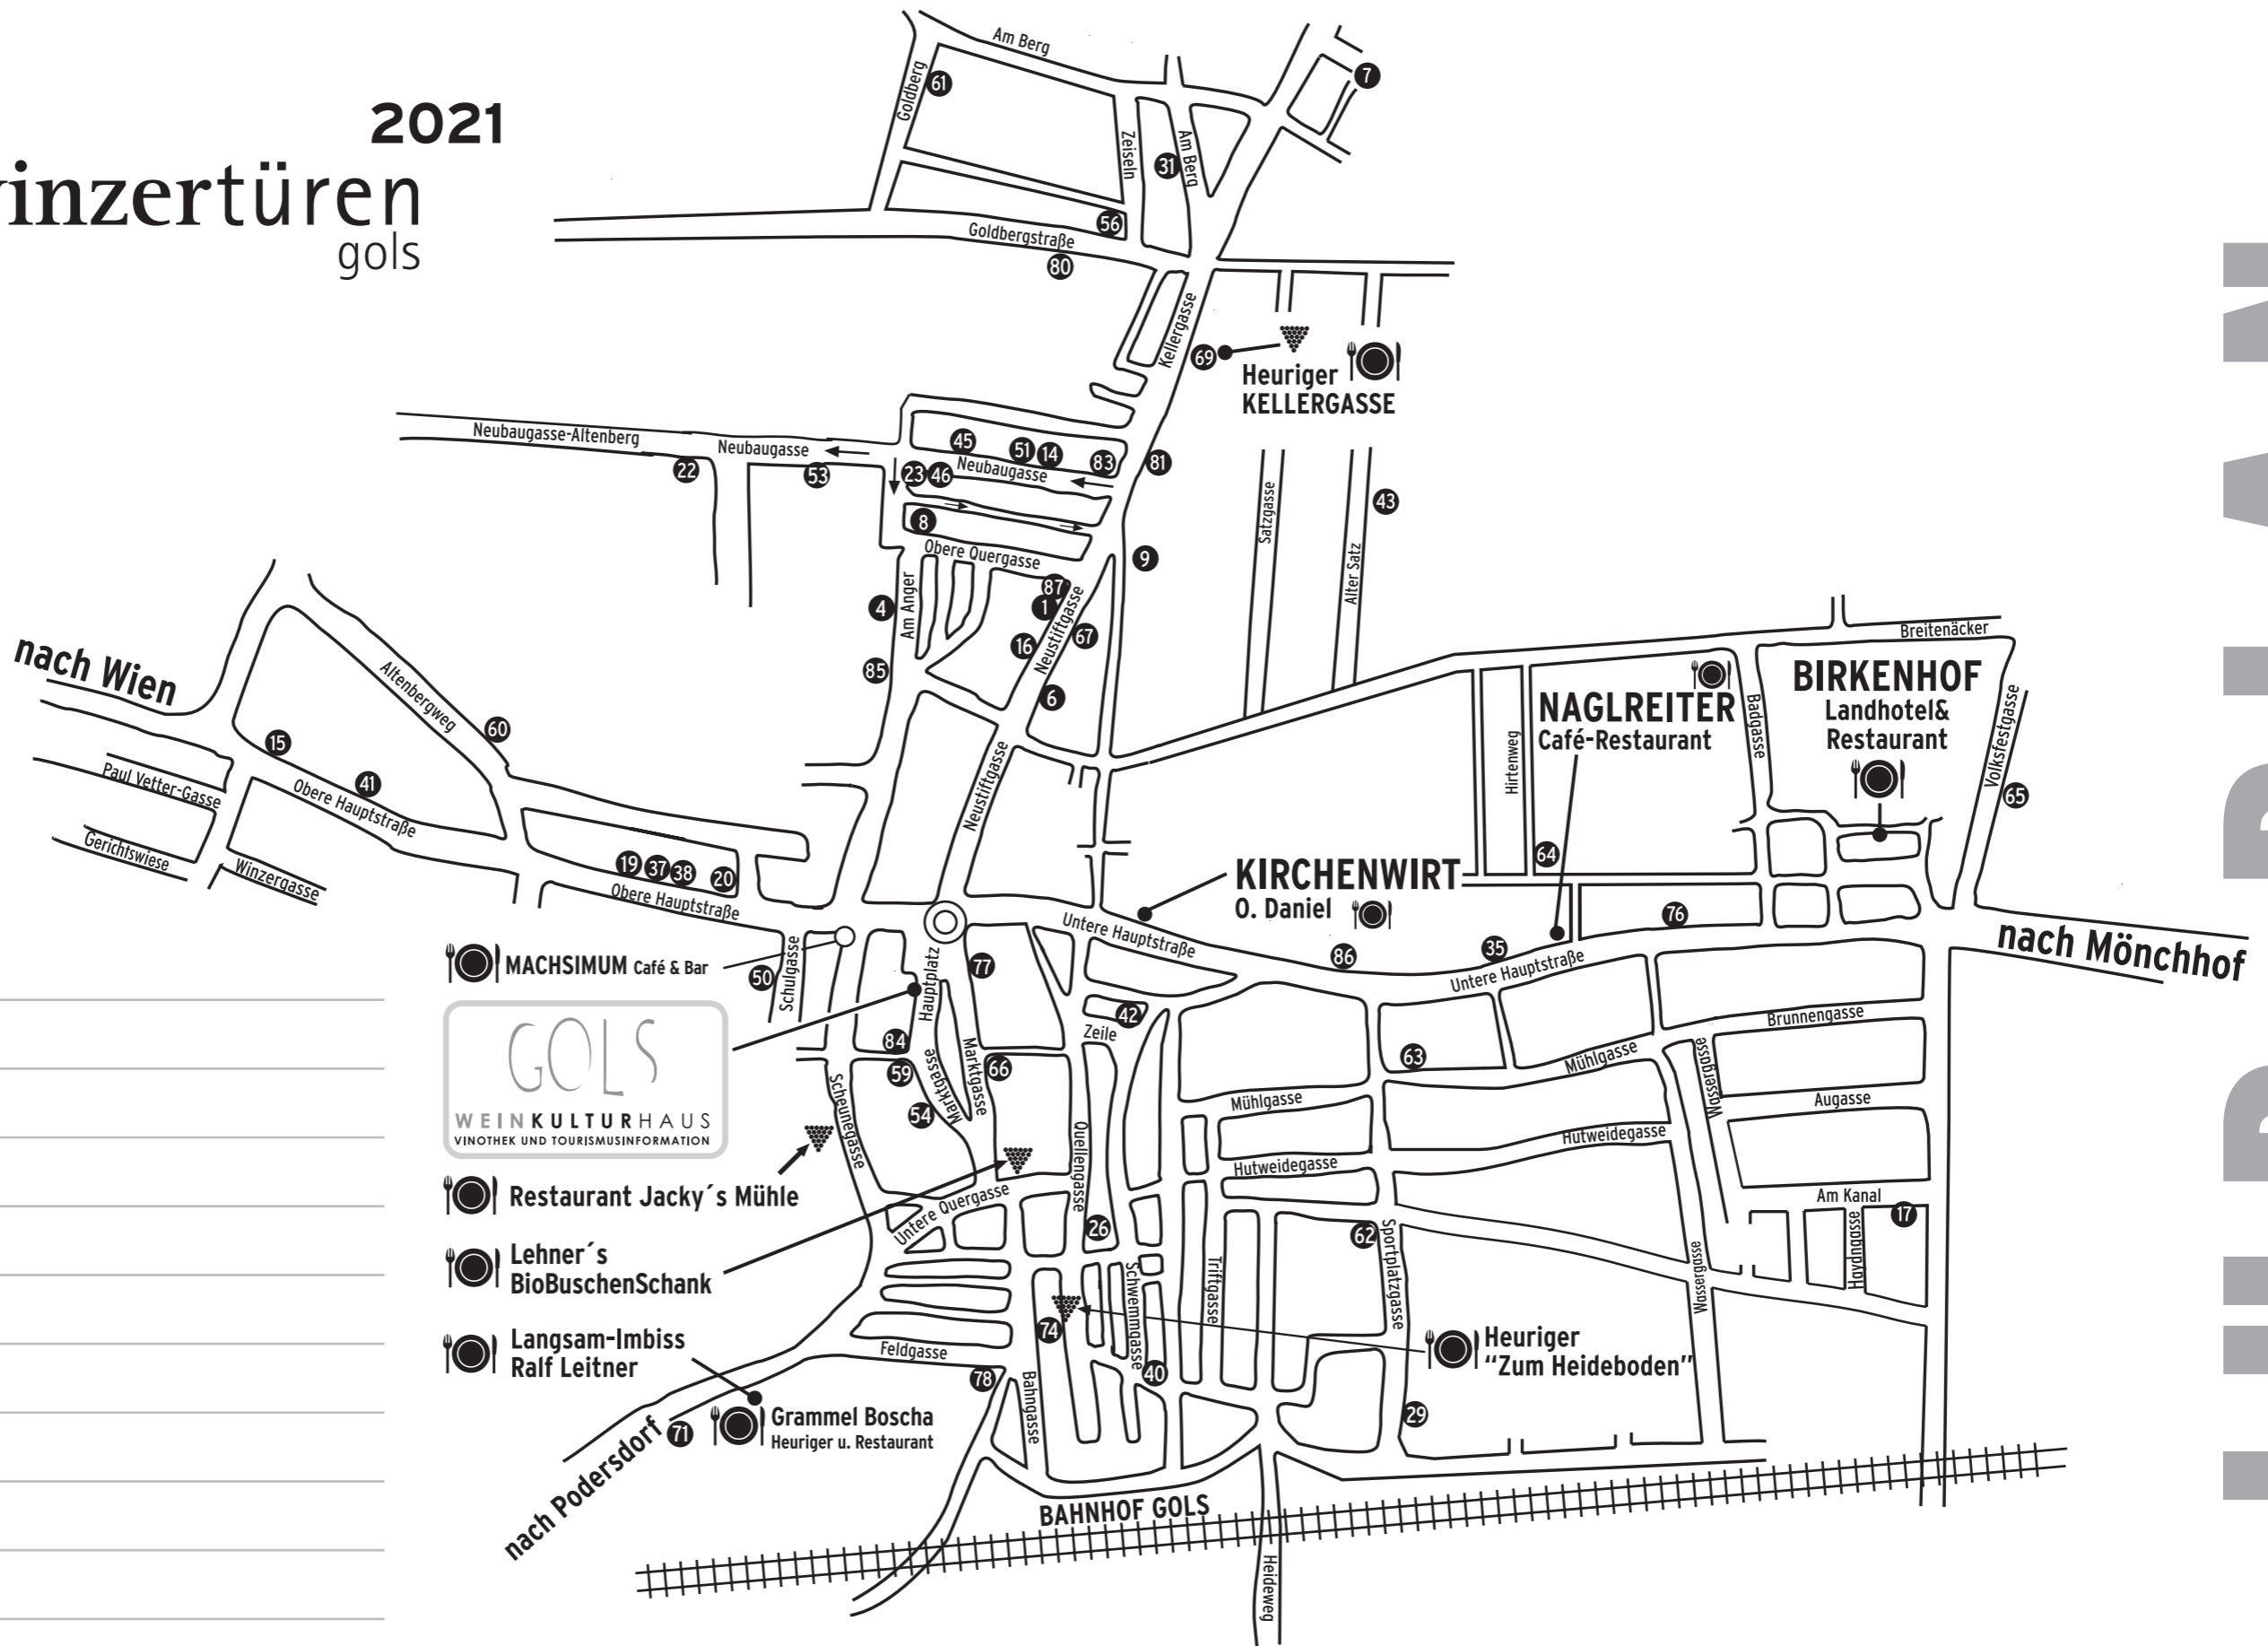 2021
inzertüren
gols
Am Berg
Goldberg
61
7
Zeiseln
31
Am Berg
56
Goldbergstraße
80
Kellergasse
69
Heuriger
KELLERGASSE
Neubaugasse-Altenberg
22
Neubaugasse
53
45
51
14
83
81
23
46
Neubaugasse
8
Obere Quergasse
9
Satzgasse
Alter Satz
43
4
Am Anger
87
1
16
Neustiftgasse
67
85
6
Neustiftgasse
nach Wien
Altenbergweg
60
15
41
Paul Vetter-Gasse
Obere Hauptstraße
Gerichtswiese
Winzergasse
19
37
38
20
Obere Hauptstraße
Breitenäcker
BIRKENHOF
Landhotel&
Restaurant
NAGLREITER
Café-Restaurant
Badgasse
Volksfestgasse
65
Hirtenweg
64
KIRCHENWIRT
O. Daniel
76
Untere Hauptstraße
86
35
Untere Hauptstraße
nach Mönchhof
MACHSIMUM Café & Bar
50
Schulgasse
Hauptplatz
77
GOLS
WEINKULTURHAUS
VINOTHEK UND TOURISMUSINFORMATION
84
42
Zeile
59
Marktgasse
Marktgasse
66
54
Scheunegasse
Brunnengasse
63
Mühlgasse
Wassergasse
Mühlgasse
Augasse
Hutweidegasse
Hutweidegasse
Quellengasse
Restaurant Jacky´s Mühle
Untere Quergasse
26
Am Kanal
17
Haydngasse
62
Sportplatzgasse
Wassergasse
Lehner´s
BioBuschenSchank
Schwemmgasse
Triftgasse
74
Langsam-Imbiss
Ralf Leitner
Feldgasse
78
Bahngasse
40
Heuriger
“Zum Heideboden”
29
71
Grammel Boscha
Heuriger u. Restaurant
nach Podersdorf
BAHNHOF GOLS
Heideweg